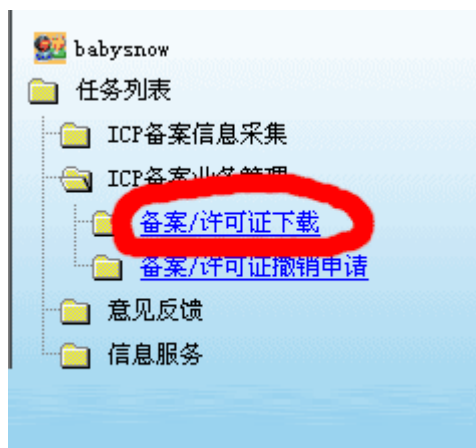 babysnow
任务列表
ICP备案信息采集
ICP备案业务管理
备案/许可证下载
备案/许可证撤销申请
意见反馈
信息服务